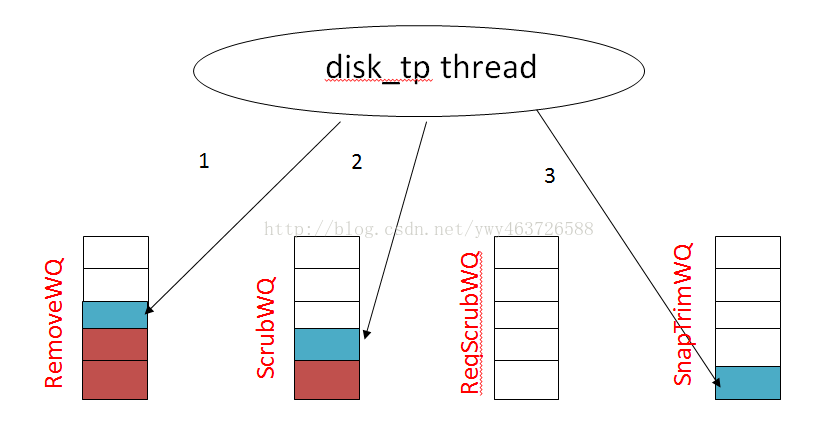 disk_tp thread
1
2
3
http://blog.csdn.net/ywy463726588
RemoveWQ
ScrubWQ
ReqScrubWQ
SnapTrimWQ